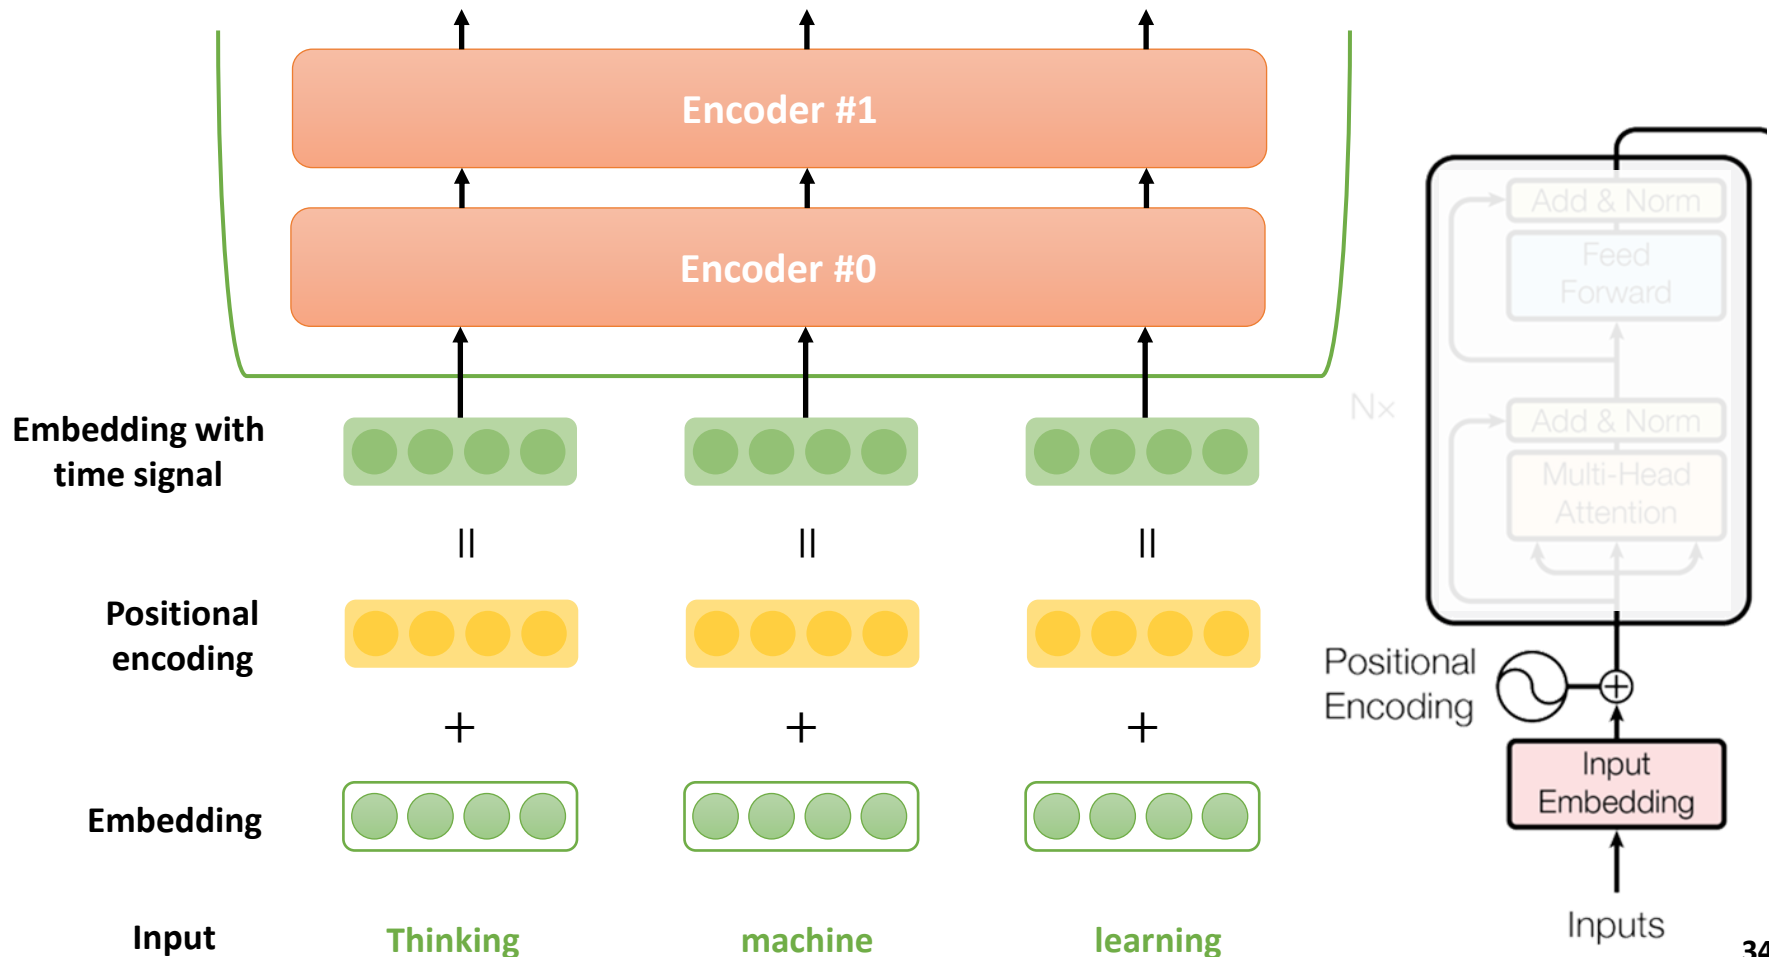 Encoder #1
Encoder #0
Embedding with
time signal
=
=
=
Positional
encoding
+
+
+
Embedding
Input
Thinking
machine
learning
Add & Norm
Feed
Forward
N×
Add & Norm
Multi-Head
Attention
Positional
Encoding
+
Input
Embedding
Inputs
34